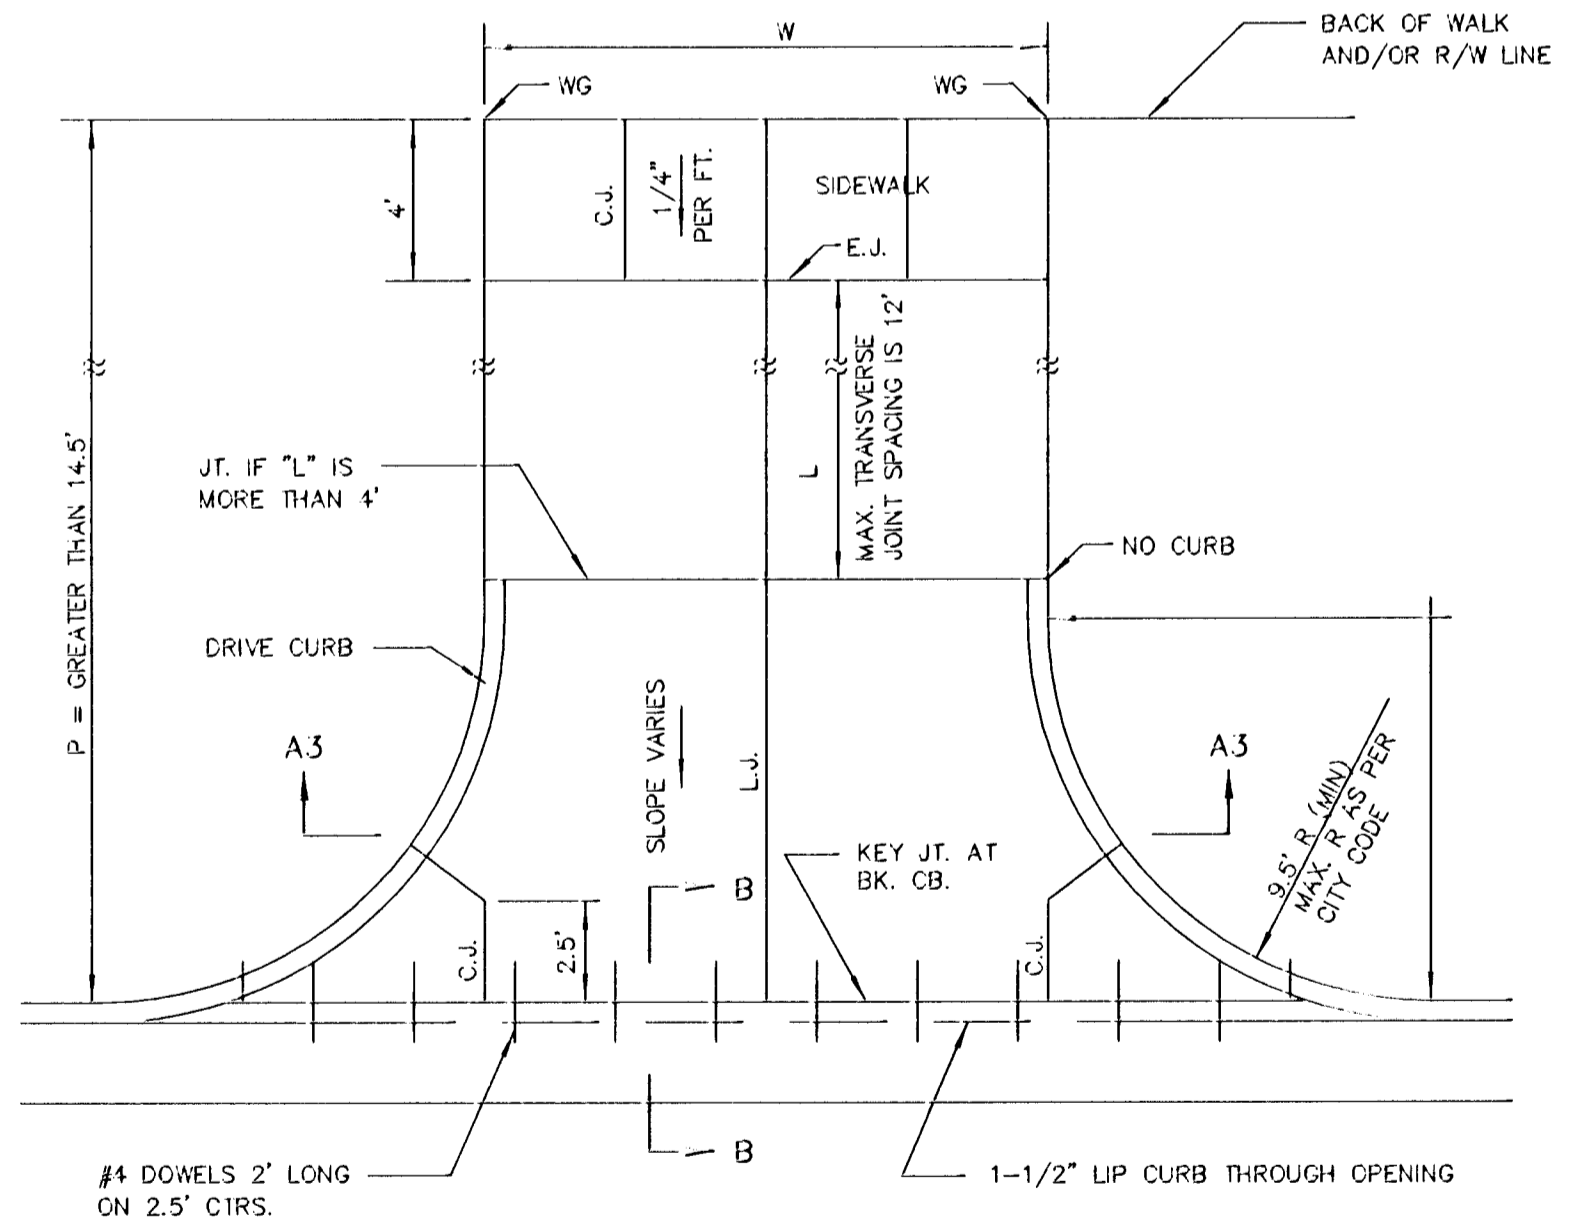 W
BACK OF WALK
AND/OR R/W LINE
WG
WG
4'
C.J.
1/4"
PER FT.
SIDEWALK
E.J.
P = GREATER THAN 14.5'
L
MAX. TRANSVERSE
JOINT SPACING IS 12'
JT. IF "L" IS
MORE THAN 4'
NO CURB
DRIVE CURB
SLOPE VARIES
L.J.
A3
A3
9.5' R (MIN)
MAX. R AS PER
CITY CODE
KEY JT. AT
BK. CB.
B
C.J.
2.5'
C.J.
B
#4 DOWELS 2' LONG
ON 2.5' CTRS.
1-1/2" LIP CURB THROUGH OPENING